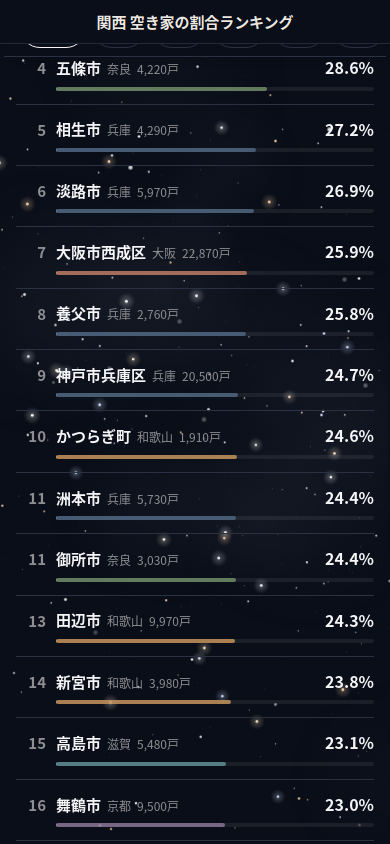 関西 空き家の割合ランキング
4 五條市 奈良 4,220戸 28.6%
5 相生市 兵庫 4,290戸 27.2%
6 淡路市 兵庫 5,970戸 26.9%
7 大阪市西成区 大阪 22,870戸 25.9%
8 養父市 兵庫 2,760戸 25.8%
9 神戸市兵庫区 兵庫 20,500戸 24.7%
10 かつらぎ町 和歌山 1,910戸 24.6%
11 洲本市 兵庫 5,730戸 24.4%
11 御所市 奈良 3,030戸 24.4%
13 田辺市 和歌山 9,970戸 24.3%
14 新宮市 和歌山 3,980戸 23.8%
15 高島市 滋賀 5,480戸 23.1%
16 舞鶴市 京都 9,500戸 23.0%